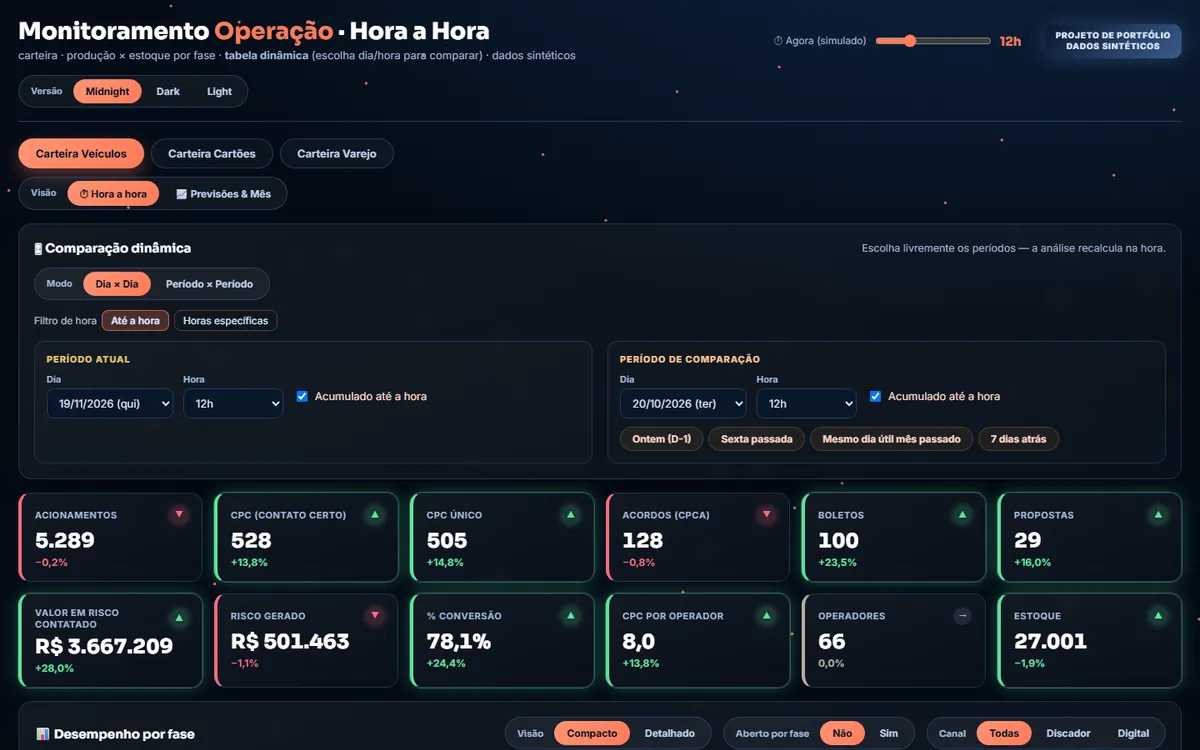 Monitoramento Operação · Hora a Hora
carteira · produção × estoque por fase · tabela dinâmica (escolha dia/hora para comparar) · dados sintéticos
⏱ Agora (simulado) 12h
PROJETO DE PORTFÓLIO
DADOS SINTÉTICOS
Versão Midnight Dark Light
Carteira Veículos Carteira Cartões Carteira Varejo
Visão ⏱ Hora a hora 📈 Previsões & Mês
Comparação dinâmica
Escolha livremente os períodos — a análise recalcula na hora.
Modo Dia × Dia Período × Período
Filtro de hora Até a hora Horas específicas
PERÍODO ATUAL
Dia Hora
19/11/2026 (qui) 12h Acumulado até a hora
PERÍODO DE COMPARAÇÃO
Dia Hora
20/10/2026 (ter) 12h Acumulado até a hora
Ontem (D-1) Sexta passada Mesmo dia útil mês passado 7 dias atrás
ACIONAMENTOS ▼
5.289
−0,2%
CPC (CONTATO CERTO) ▲
528
+13,8%
CPC ÚNICO ▲
505
+14,8%
ACORDOS (CPCA) ▼
128
−0,8%
BOLETOS ▲
100
+23,5%
PROPOSTAS ▲
29
+16,0%
VALOR EM RISCO
CONTATADO ▲
R$ 3.667.209
+28,0%
RISCO GERADO ▼
R$ 501.463
−1,1%
% CONVERSÃO ▲
78,1%
+24,4%
CPC POR OPERADOR ▲
8,0
+13,8%
OPERADORES →
66
0,0%
ESTOQUE ▲
27.001
−1,9%
📊 Desempenho por fase
Visão Compacto Detalhado
Aberto por fase Não Sim
Canal Todas Discador Digital